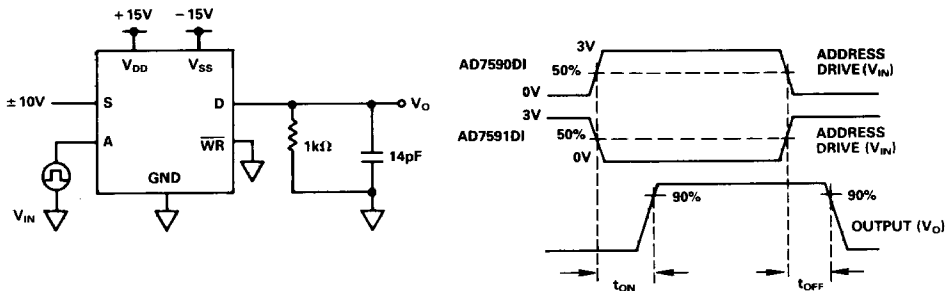 +15V
-15V
VDD
VSS
±10V
S
D
VO
A
WR
1kΩ
14pF
GND
VIN
3V
AD7590DI
50%
ADDRESS
DRIVE (VIN)
0V
3V
AD7591DI
50%
ADDRESS
DRIVE (VIN)
0V
90%
90%
OUTPUT (VO)
tON
tOFF